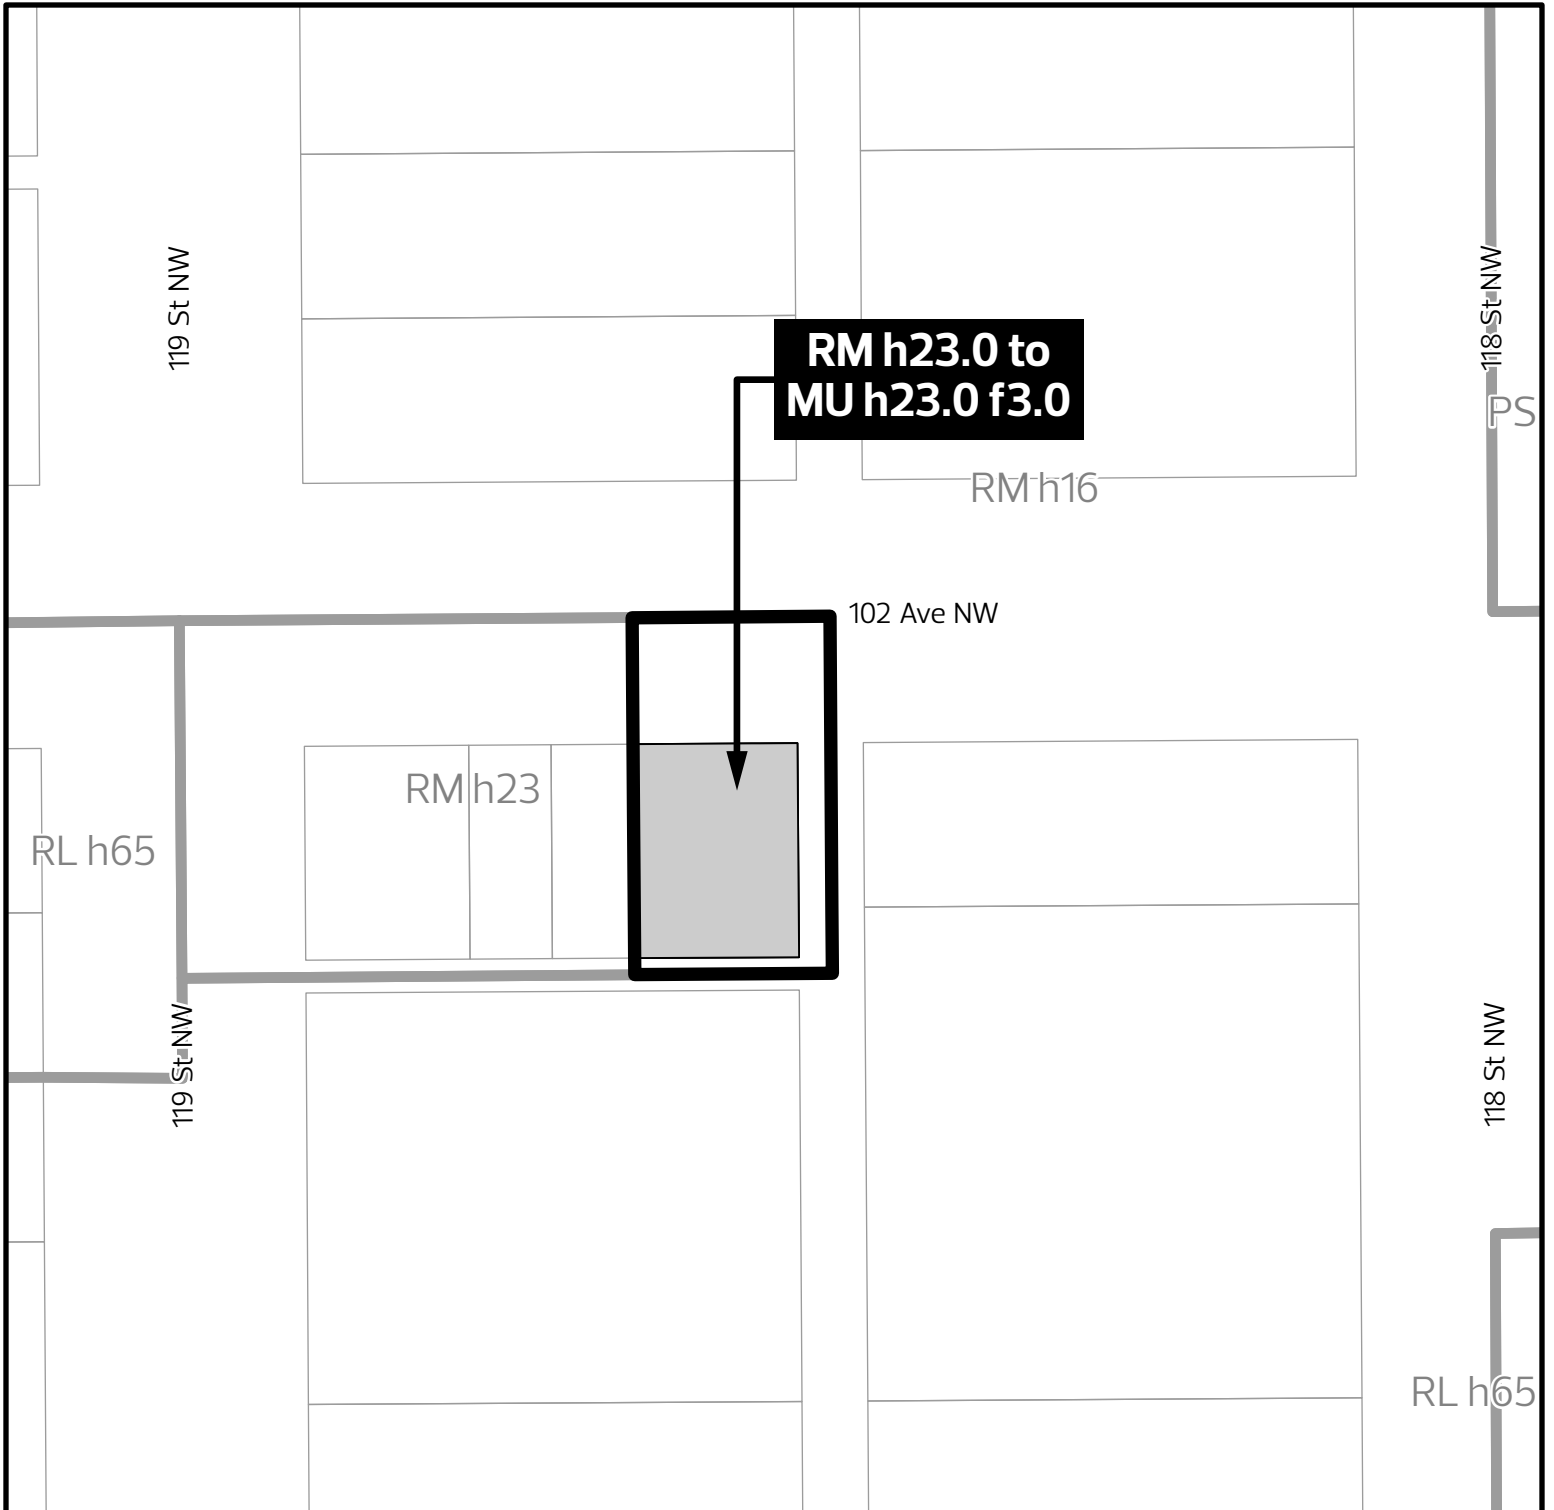 119 St NW
118 St NW
RM h23.0 to
MU h23.0 f3.0
PS
RM h16
102 Ave NW
RM h23
RL h65
119 St NW
118 St NW
RL h65